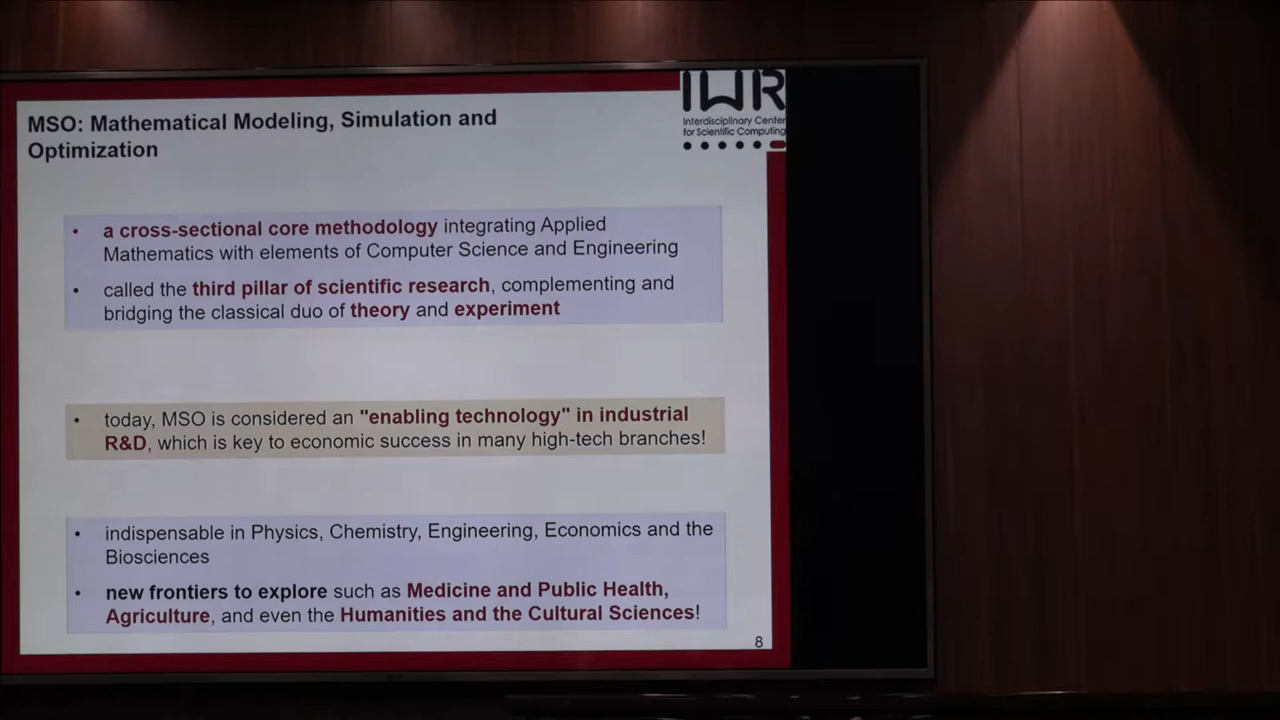 MSO: Mathematical Modeling, Simulation and
Optimization
IWR
Interdisciplinary Center
for Scientific Computing
• a cross-sectional core methodology integrating Applied
Mathematics with elements of Computer Science and Engineering
• called the third pillar of scientific research, complementing and
bridging the classical duo of theory and experiment
• today, MSO is considered an "enabling technology" in industrial
R&D, which is key to economic success in many high-tech branches!
• indispensable in Physics, Chemistry, Engineering, Economics and the
Biosciences
• new frontiers to explore such as Medicine and Public Health,
Agriculture, and even the Humanities and the Cultural Sciences!
8